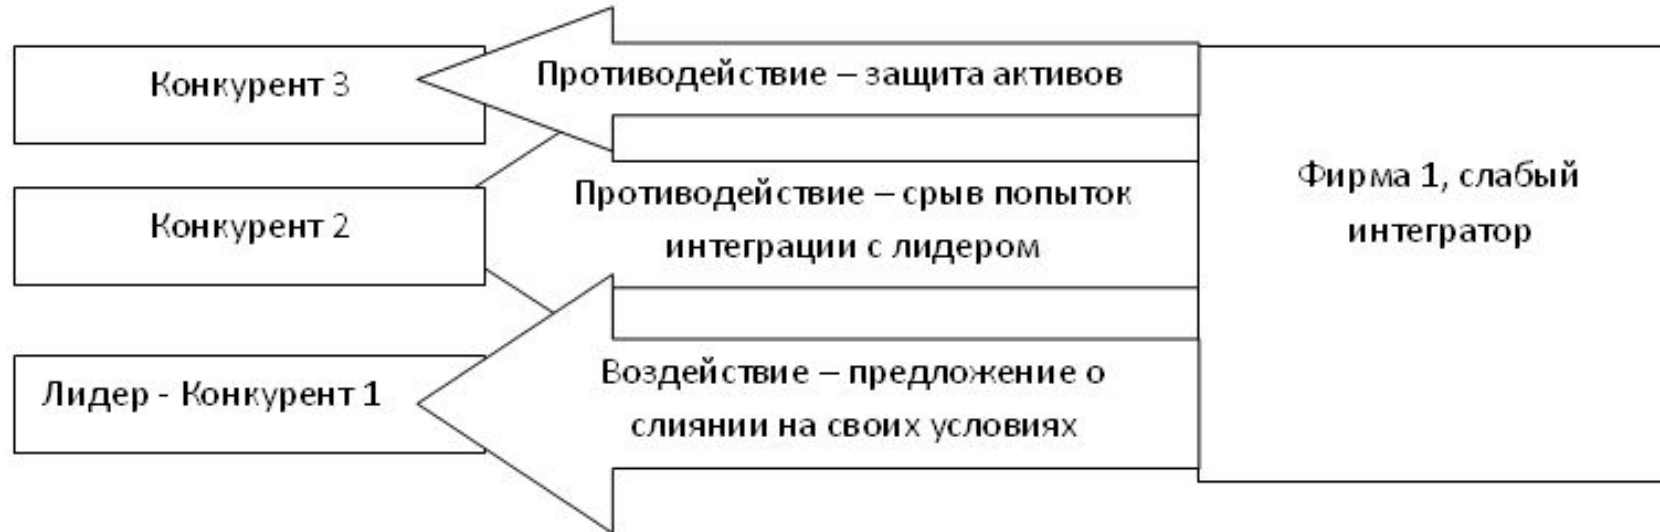 Конкурент 3
Противодействие – защита активов
Конкурент 2
Противодействие – срыв попыток
интеграции с лидером
Лидер - Конкурент 1
Воздействие – предложение о
слиянии на своих условиях
Фирма 1, слабый
интегратор